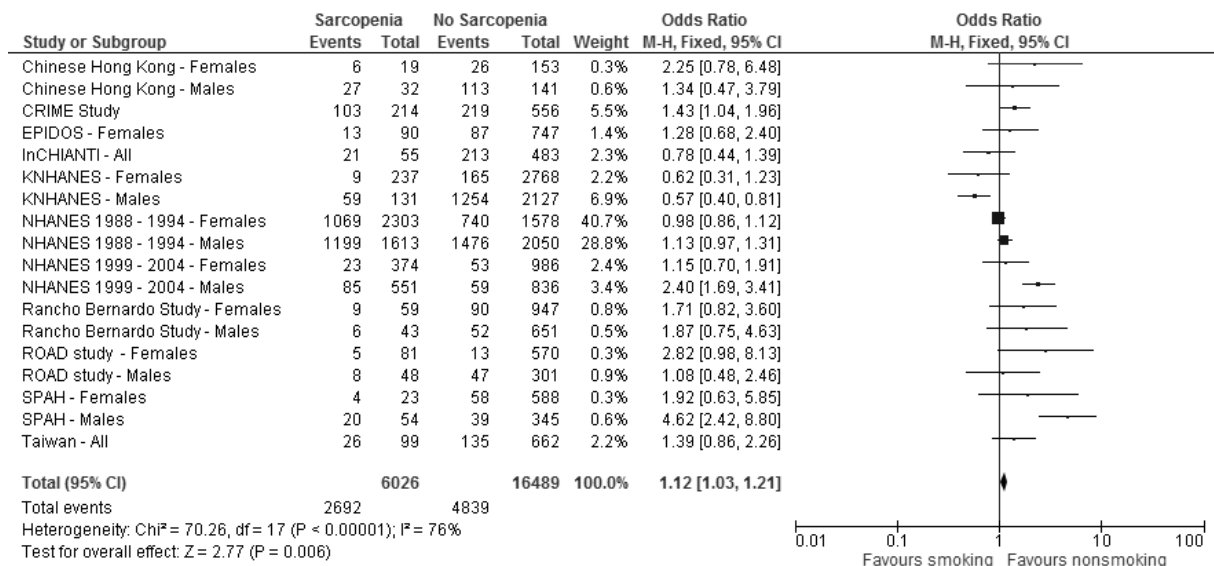 Sarcopenia No Sarcopenia Odds Ratio Odds Ratio
Study or Subgroup Events Total Events Total Weight M-H, Fixed, 95% CI M-H, Fixed, 95% CI
Chinese Hong Kong - Females 6 19 26 153 0.3% 2.25 [0.78, 6.48]
Chinese Hong Kong - Males 27 32 113 141 0.6% 1.34 [0.47, 3.79]
CRIME Study 103 214 219 556 5.5% 1.43 [1.04, 1.96]
EPIDOS - Females 13 90 87 747 1.4% 1.28 [0.68, 2.40]
InCHIANTI - All 21 55 213 483 2.3% 0.78 [0.44, 1.39]
KNHANES - Females 9 237 165 2768 2.2% 0.62 [0.31, 1.23]
KNHANES - Males 59 131 1254 2127 6.9% 0.57 [0.40, 0.81]
NHANES 1988 - 1994 - Females 1069 2303 740 1578 40.7% 0.98 [0.86, 1.12]
NHANES 1988 - 1994 - Males 1199 1613 1476 2050 28.8% 1.13 [0.97, 1.31]
NHANES 1999 - 2004 - Females 23 374 53 986 2.4% 1.15 [0.70, 1.91]
NHANES 1999 - 2004 - Males 85 551 59 836 3.4% 2.40 [1.69, 3.41]
Rancho Bernardo Study - Females 9 59 90 947 0.8% 1.71 [0.82, 3.60]
Rancho Bernardo Study - Males 6 43 52 651 0.5% 1.87 [0.75, 4.63]
ROAD study - Females 5 81 13 570 0.3% 2.82 [0.98, 8.13]
ROAD study - Males 8 48 47 301 0.9% 1.08 [0.48, 2.46]
SPAH - Females 4 23 58 588 0.3% 1.92 [0.63, 5.85]
SPAH - Males 20 54 39 345 0.6% 4.62 [2.42, 8.80]
Taiwan - All 26 99 135 662 2.2% 1.39 [0.86, 2.26]
Total (95% CI) 6026 16489 100.0% 1.12 [1.03, 1.21]
Total events 2692 4839
Heterogeneity: Chi² = 70.26, df = 17 (P < 0.00001); I² = 76%
Test for overall effect: Z = 2.77 (P = 0.006)
0.01 0.1 1 10 100
Favours smoking Favours nonsmoking